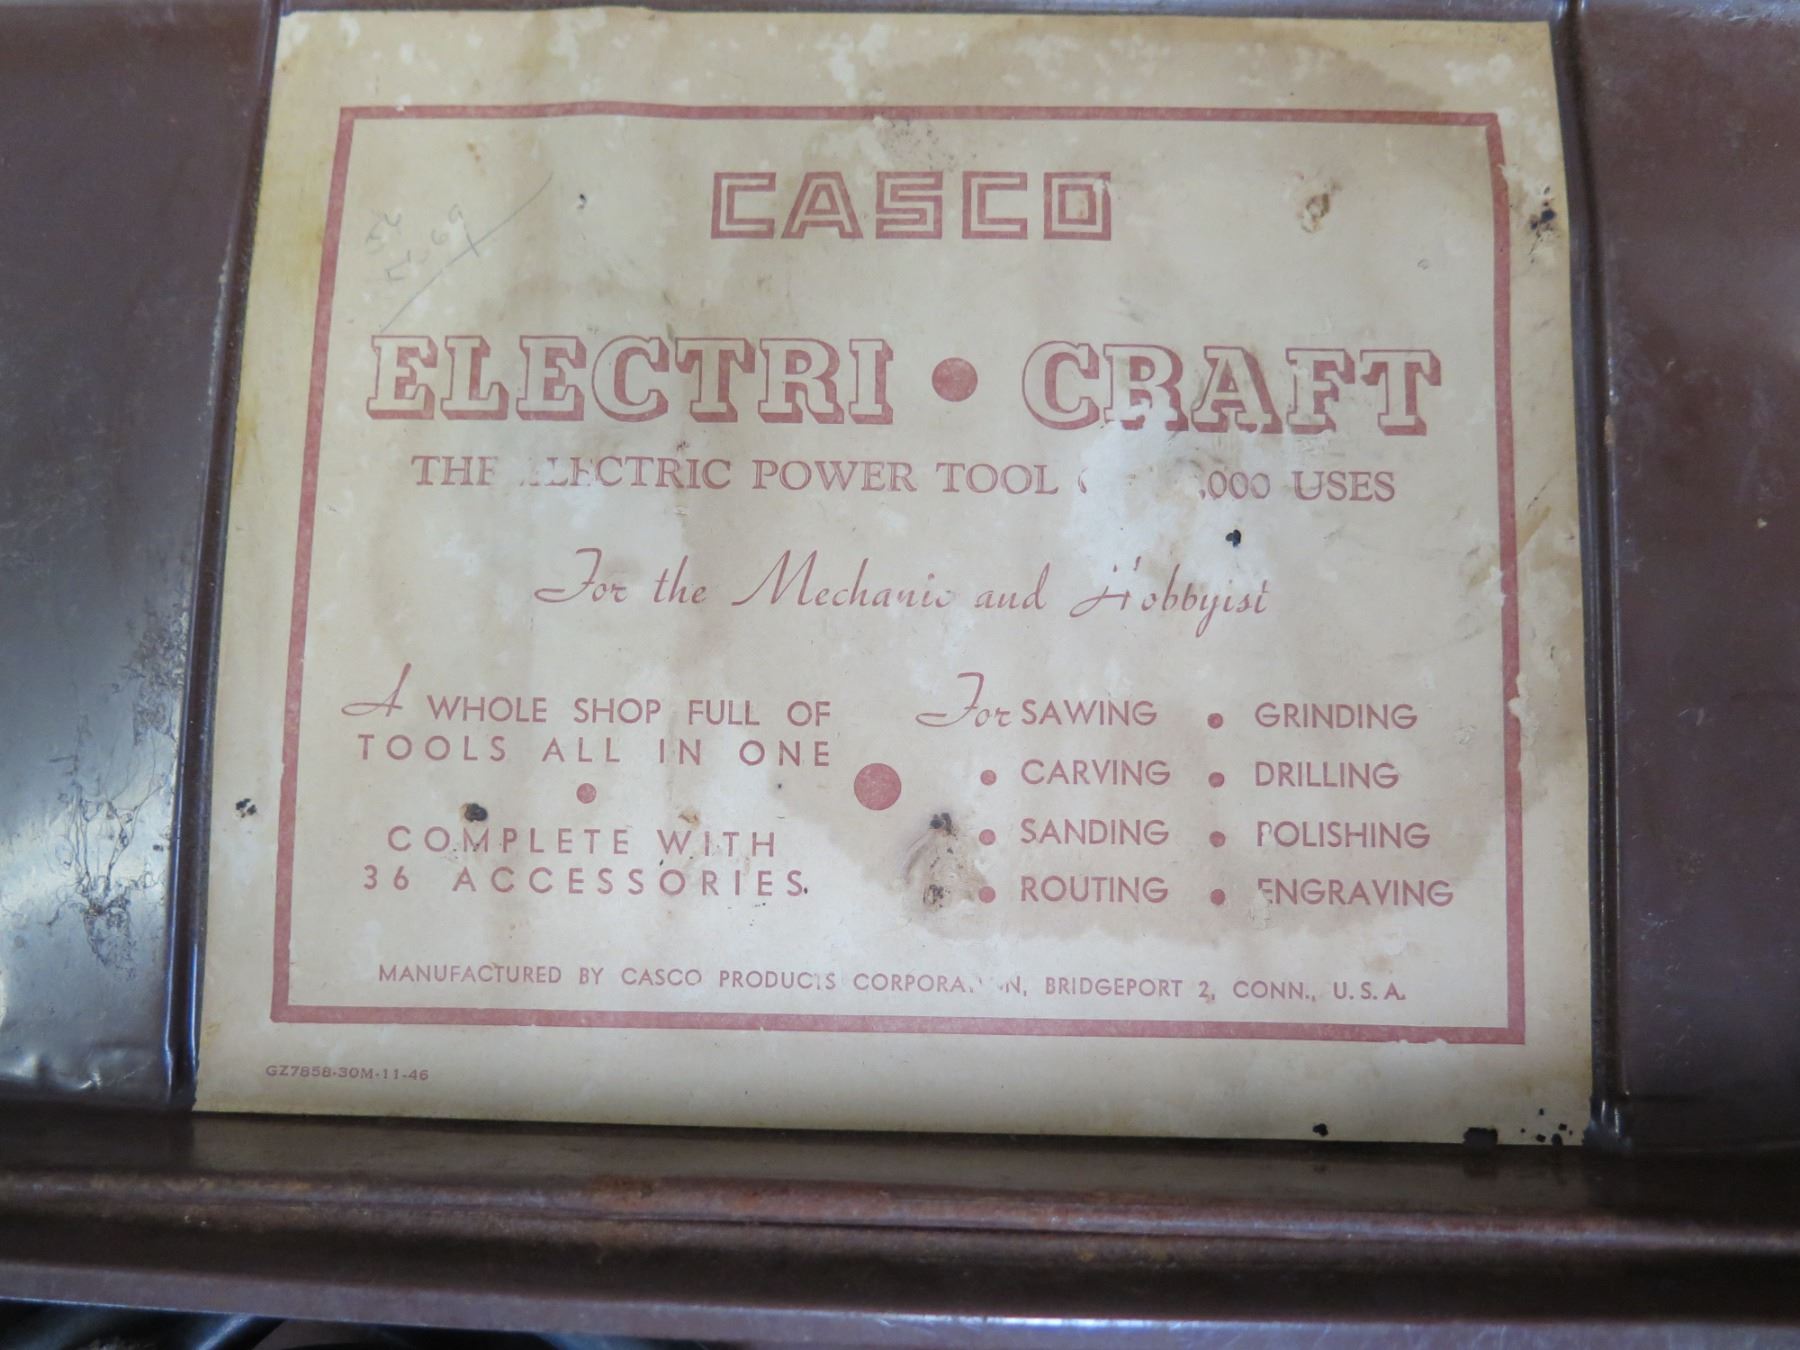 CASCO
ELECTRI • CRAFT
THE ELECTRIC POWER TOOL ,000 USES
For the Mechanic and Hobbyist
A WHOLE SHOP FULL OF
TOOLS ALL IN ONE
•
COMPLETE WITH
36 ACCESSORIES.
•
For SAWING • GRINDING
• CARVING • DRILLING
• SANDING • POLISHING
• ROUTING • ENGRAVING
MANUFACTURED BY CASCO PRODUCTS CORPORATION, BRIDGEPORT 2, CONN., U.S.A.
GZ7858-30M-11-46